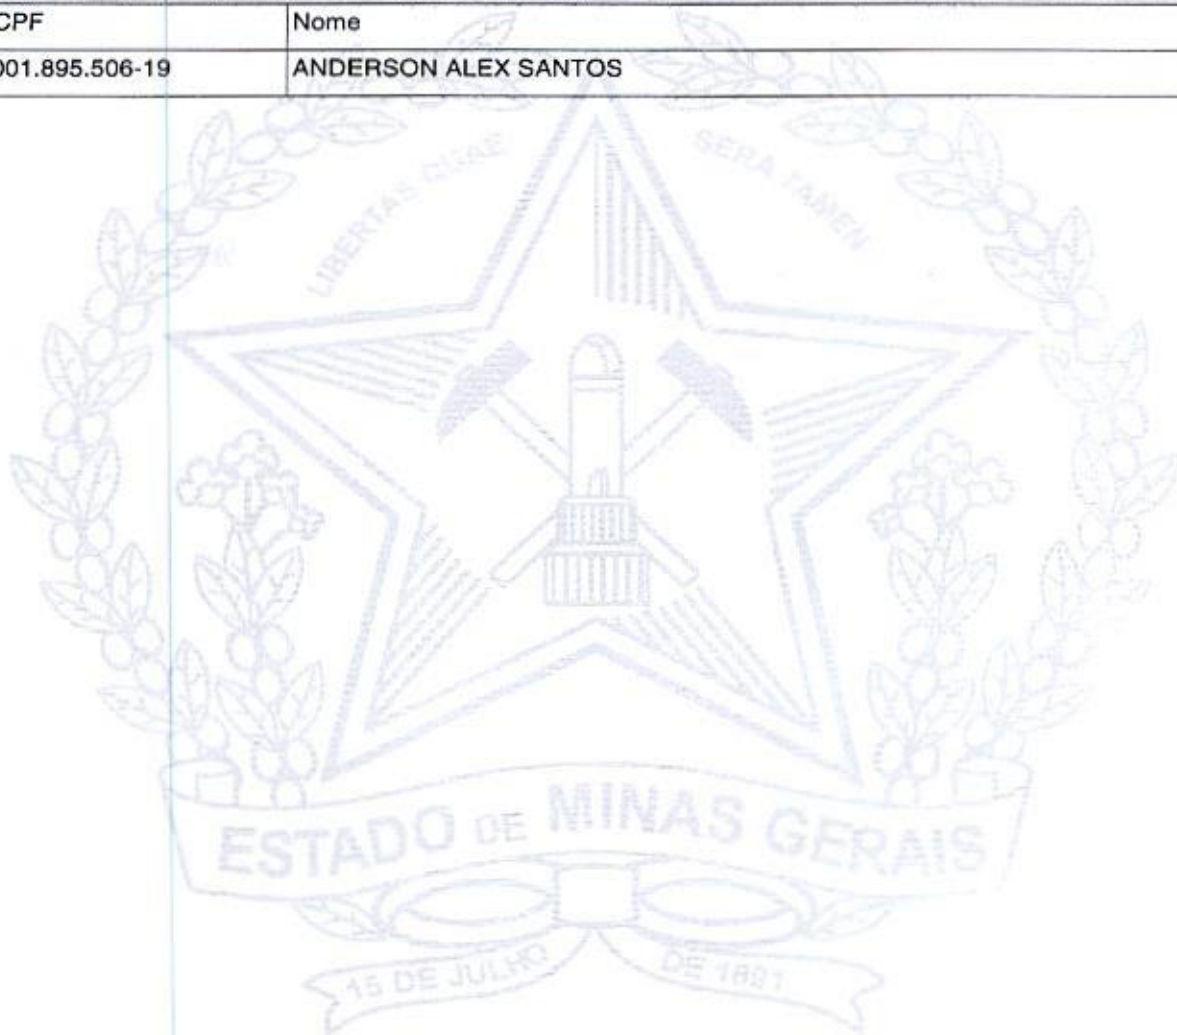 CPF Nome
001.895.506-19 ANDERSON ALEX SANTOS
LIBERTAS QUAE SERA TAMEN
ESTADO DE MINAS GERAIS
15 DE JULHO DE 1891